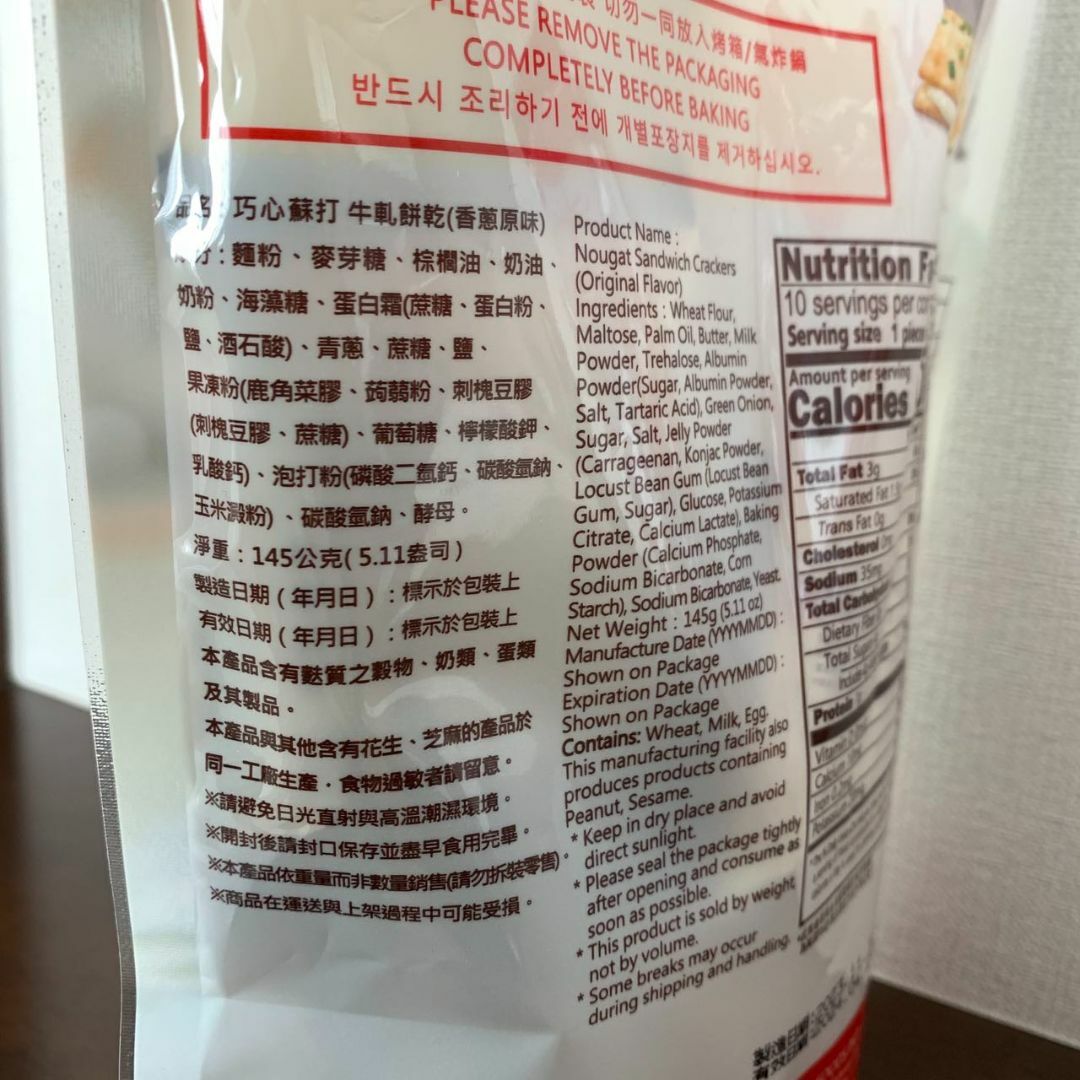 切勿一同放入烤箱/氣炸鍋
PLEASE REMOVE THE PACKAGING
COMPLETELY BEFORE BAKING
반드시 조리하기 전에 개별포장지를 제거하십시오.
品名:巧心蘇打 牛軋餅乾(香蔥原味)
:麵粉、麥芽糖、棕櫚油、奶油、
奶粉、海藻糖、蛋白霜(蔗糖、蛋白粉、
鹽、酒石酸)、青蔥、蔗糖、鹽、
果凍粉(鹿角菜膠、蒟蒻粉、刺槐豆膠
(刺槐豆膠、蔗糖)、葡萄糖、檸檬酸鉀、
乳酸鈣)、泡打粉(磷酸二氫鈣、碳酸氫鈉、
玉米澱粉)、碳酸氫鈉、酵母。
淨重:145公克(5.11盎司)
製造日期(年月日):標示於包裝上
有效日期(年月日):標示於包裝上
本產品含有麩質之穀物、奶類、蛋類
及其製品。
本產品與其他含有花生、芝麻的產品於
同一工廠生產,食物過敏者請留意。
※請避免日光直射與高溫潮濕環境。
※開封後請封口保存並盡早食用完畢。
※本產品依重量而非數量銷售(請勿拆裝零售)。
※商品在運送與上架過程中可能受損。
Product Name :
Nougat Sandwich Crackers
(Original Flavor)
Ingredients : Wheat Flour,
Maltose, Palm Oil, Butter, Milk
Powder, Trehalose, Albumin
Powder(Sugar, Albumin Powder,
Salt, Tartaric Acid), Green Onion,
Sugar, Salt, Jelly Powder
(Carrageenan, Konjac Powder,
Locust Bean Gum (Locust Bean
Gum, Sugar), Glucose, Potassium
Citrate, Calcium Lactate), Baking
Powder (Calcium Phosphate,
Sodium Bicarbonate, Corn
Starch), Sodium Bicarbonate, Yeast.
Net Weight : 145g (5.11 oz)
Manufacture Date (YYYYMMDD) :
Shown on Package
Expiration Date (YYYYMMDD) :
Shown on Package
Contains: Wheat, Milk, Egg.
This manufacturing facility also
produces products containing
Peanut, Sesame.
* Keep in dry place and avoid
direct sunlight.
* Please seal the package tightly
after opening and consume as
soon as possible.
* This product is sold by weight,
not by volume.
* Some breaks may occur
during shipping and handling.
Nutrition
10 servings per
Serving size 1 piece
Amount per serving
Calories
Total Fat 3g
Saturated Fat
Trans Fat 0g
Cholesterol
Sodium 35mg
Total
Dietary
Total
Protein
製造日期
有效日期